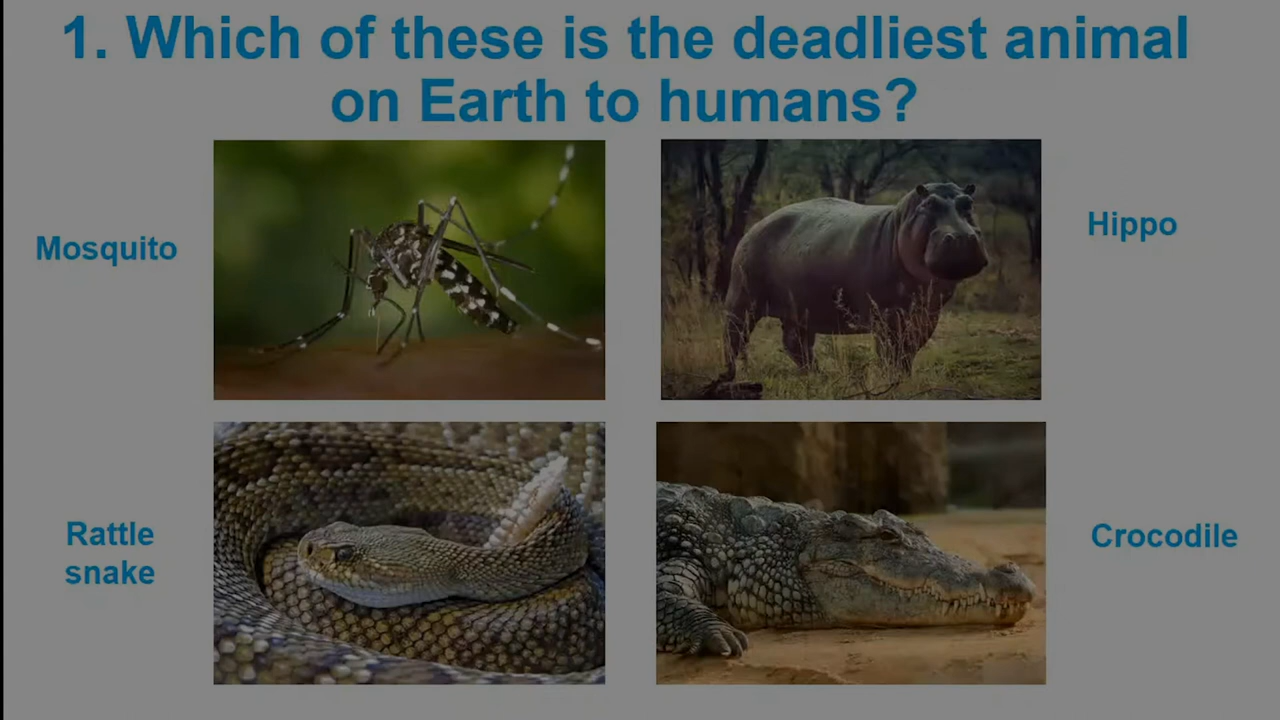 1. Which of these is the deadliest animal
on Earth to humans?
Mosquito
Hippo
Rattle
snake
Crocodile